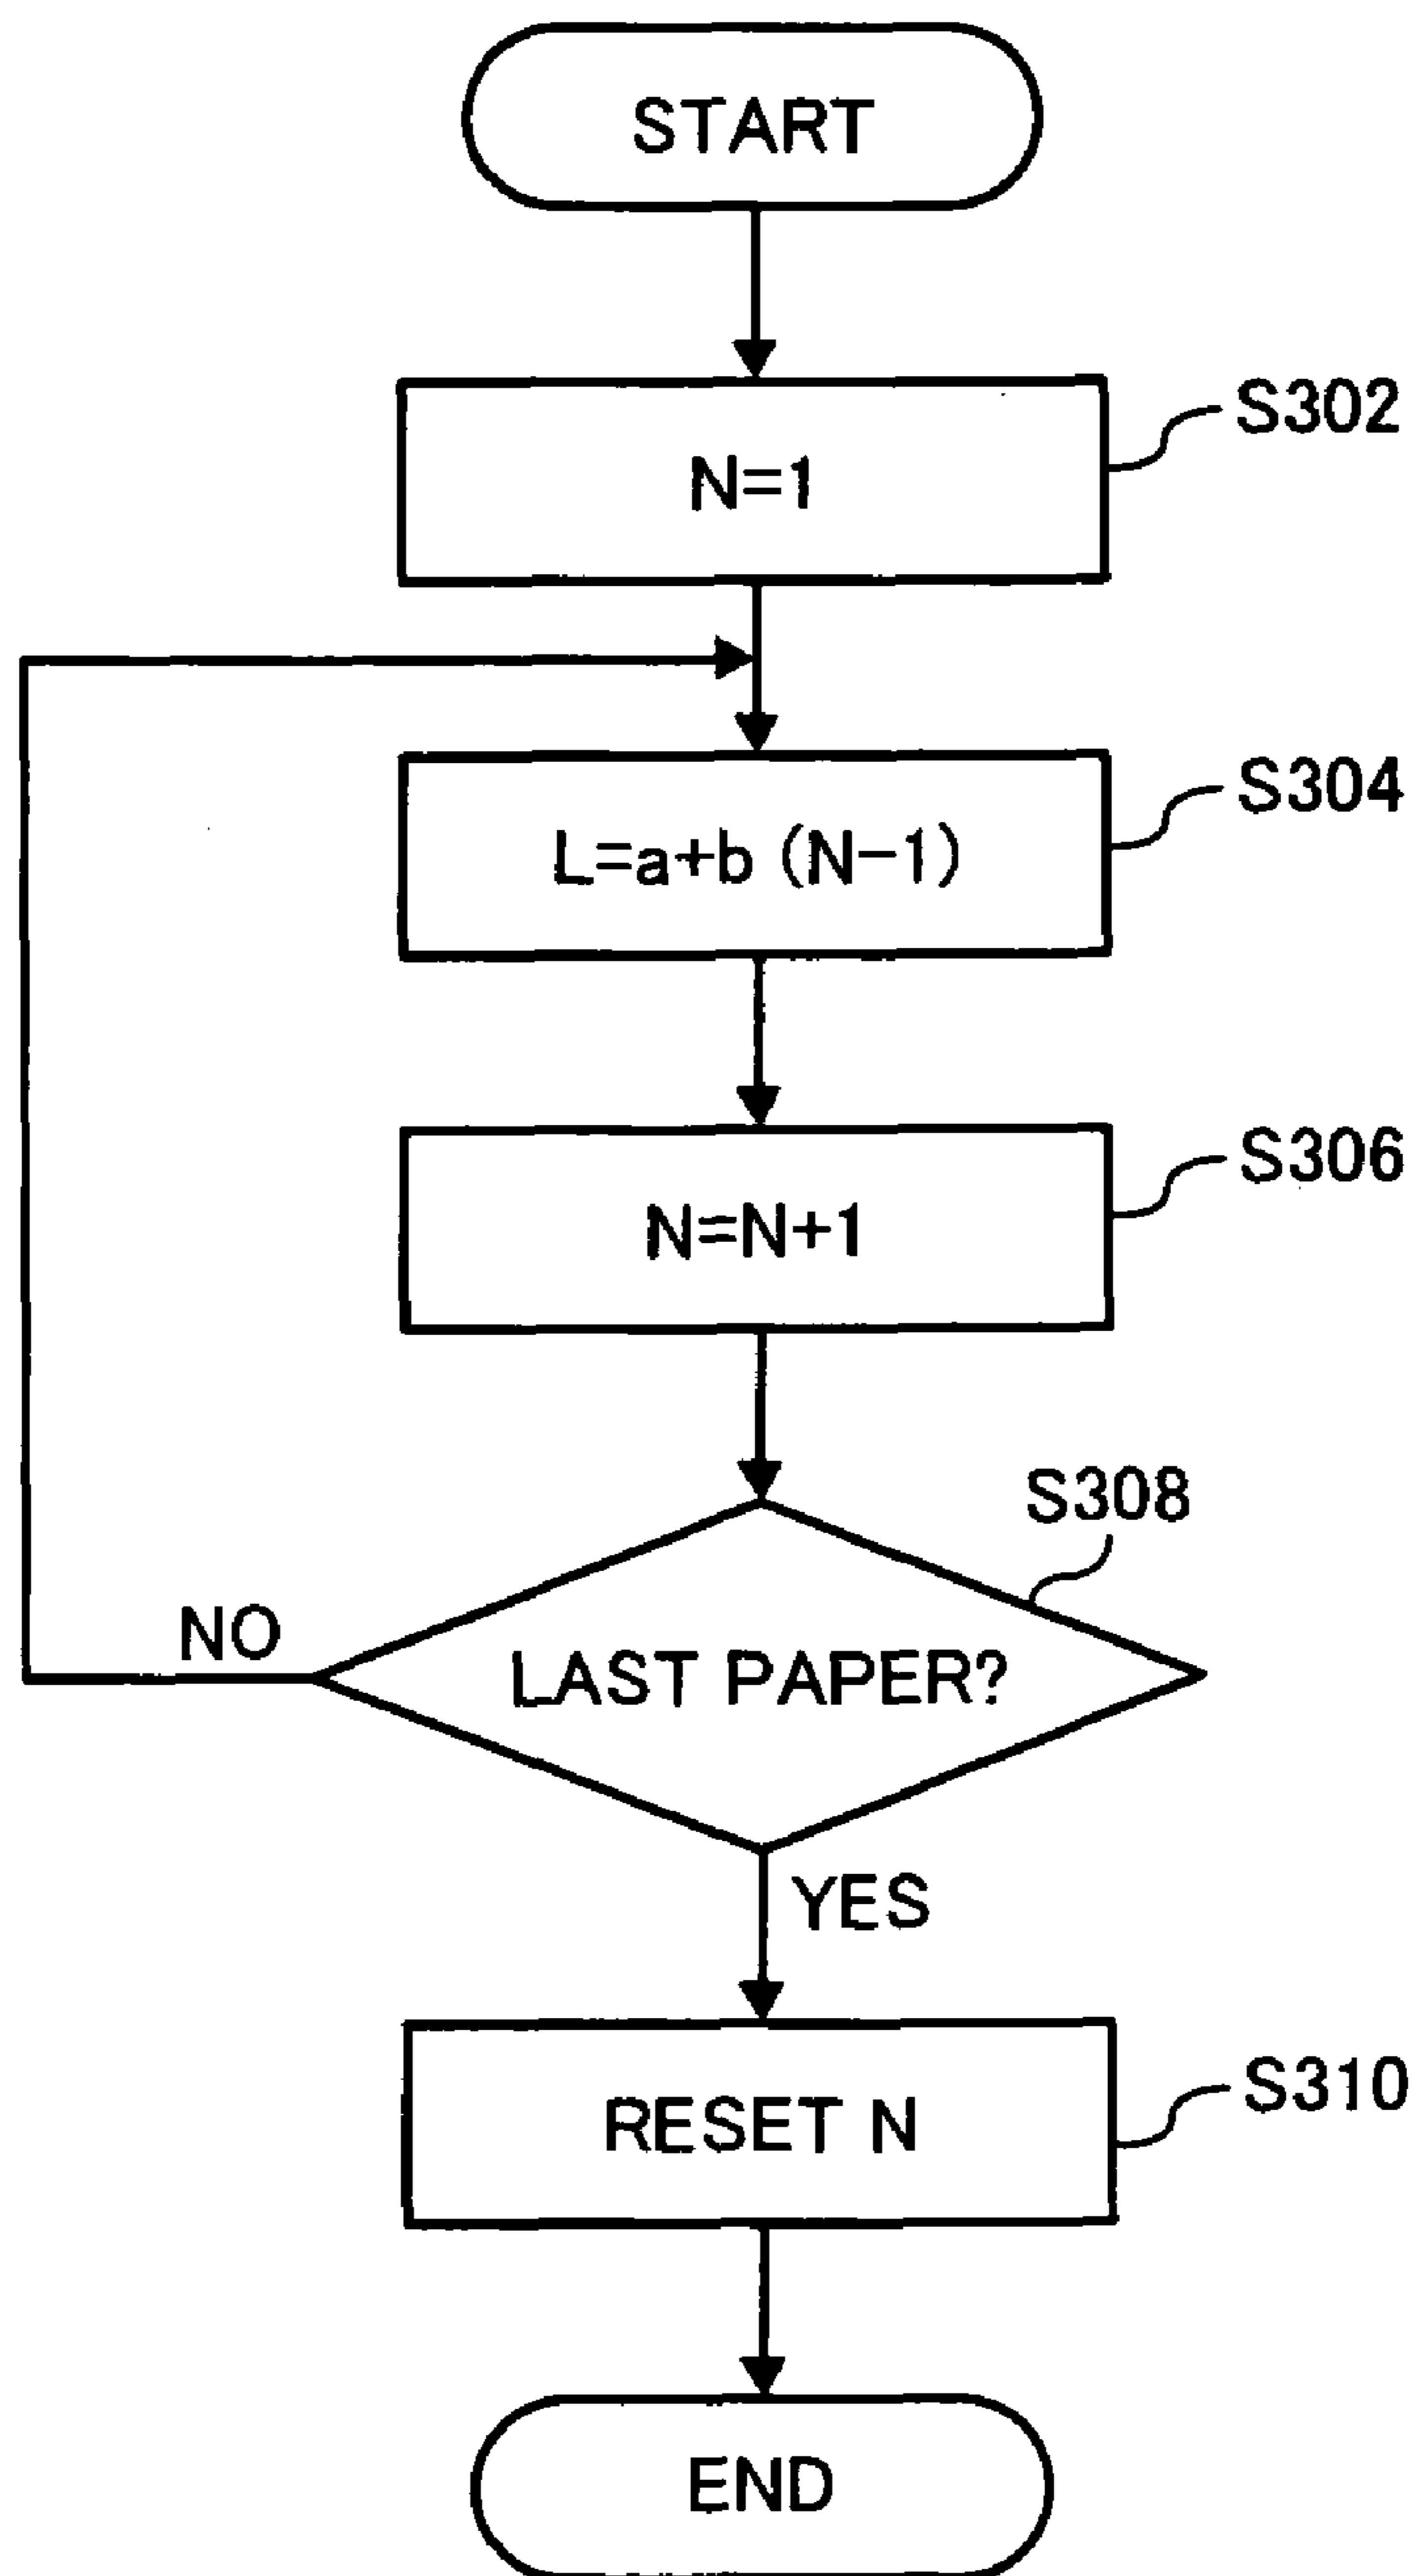 START
N=1
S302
L=a+b (N-1)
S304
N=N+1
S306
S308
LAST PAPER?
NO
YES
RESET N
S310
END